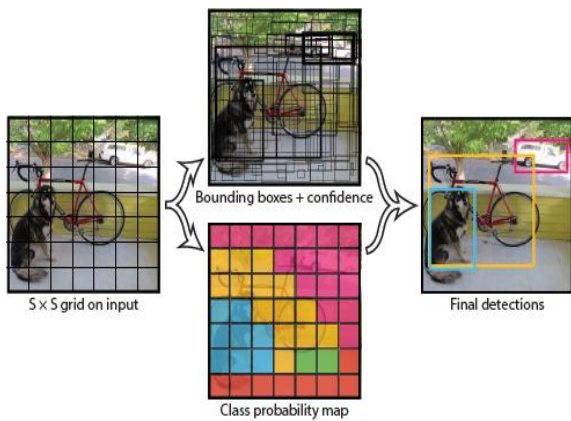 Bounding boxes + confidence
S × S grid on input
Final detections
Class probability map